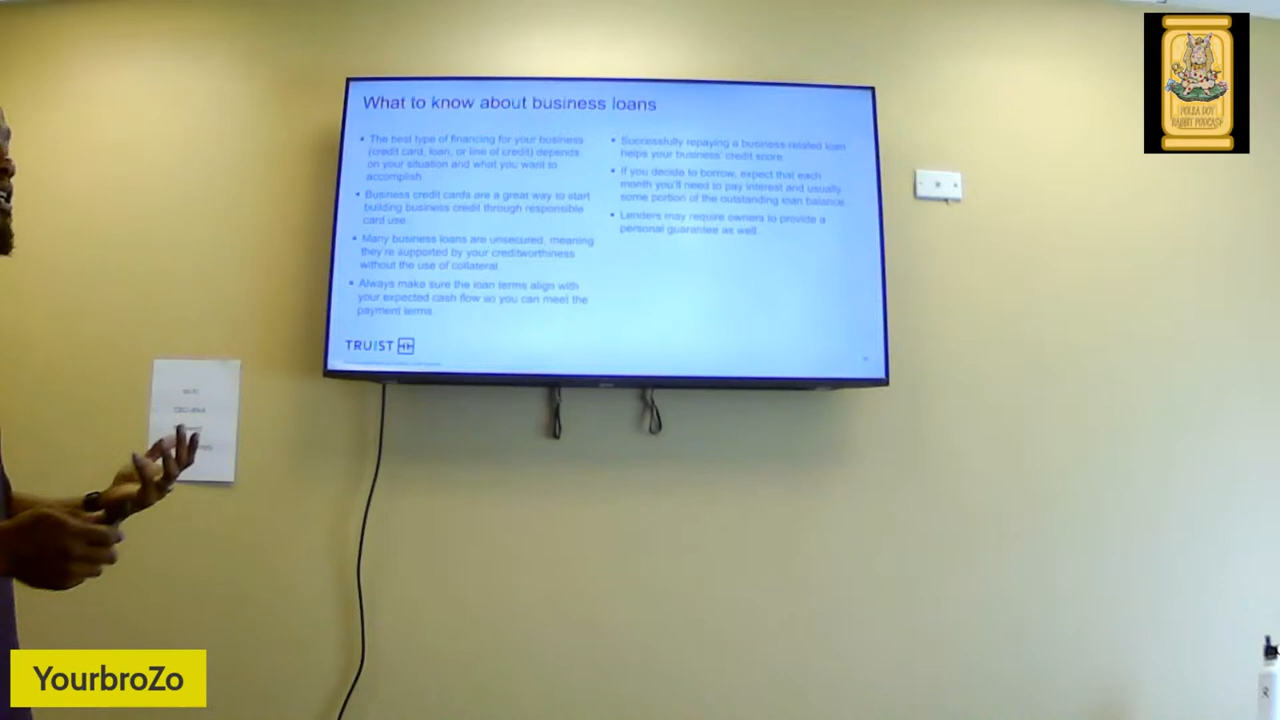 What to know about business loans
• The best type of financing for your business
(credit card, loan, or line of credit) depends
on your situation and what you want to
accomplish.
• Business credit cards are a great way to start
building business credit through responsible
card use.
• Many business loans are unsecured, meaning
they're supported by your creditworthiness
without the use of collateral.
• Always make sure the loan terms align with
your expected cash flow so you can meet the
payment terms.
• Successfully repaying a business-related loan
helps your business' credit score.
• If you decide to borrow, expect that each
month you'll need to pay interest and usually
some portion of the outstanding loan balance.
• Lenders may require owners to provide a
personal guarantee as well.
TRUIST
POLKA DOT
RABBIT PODCAST
YourbroZo